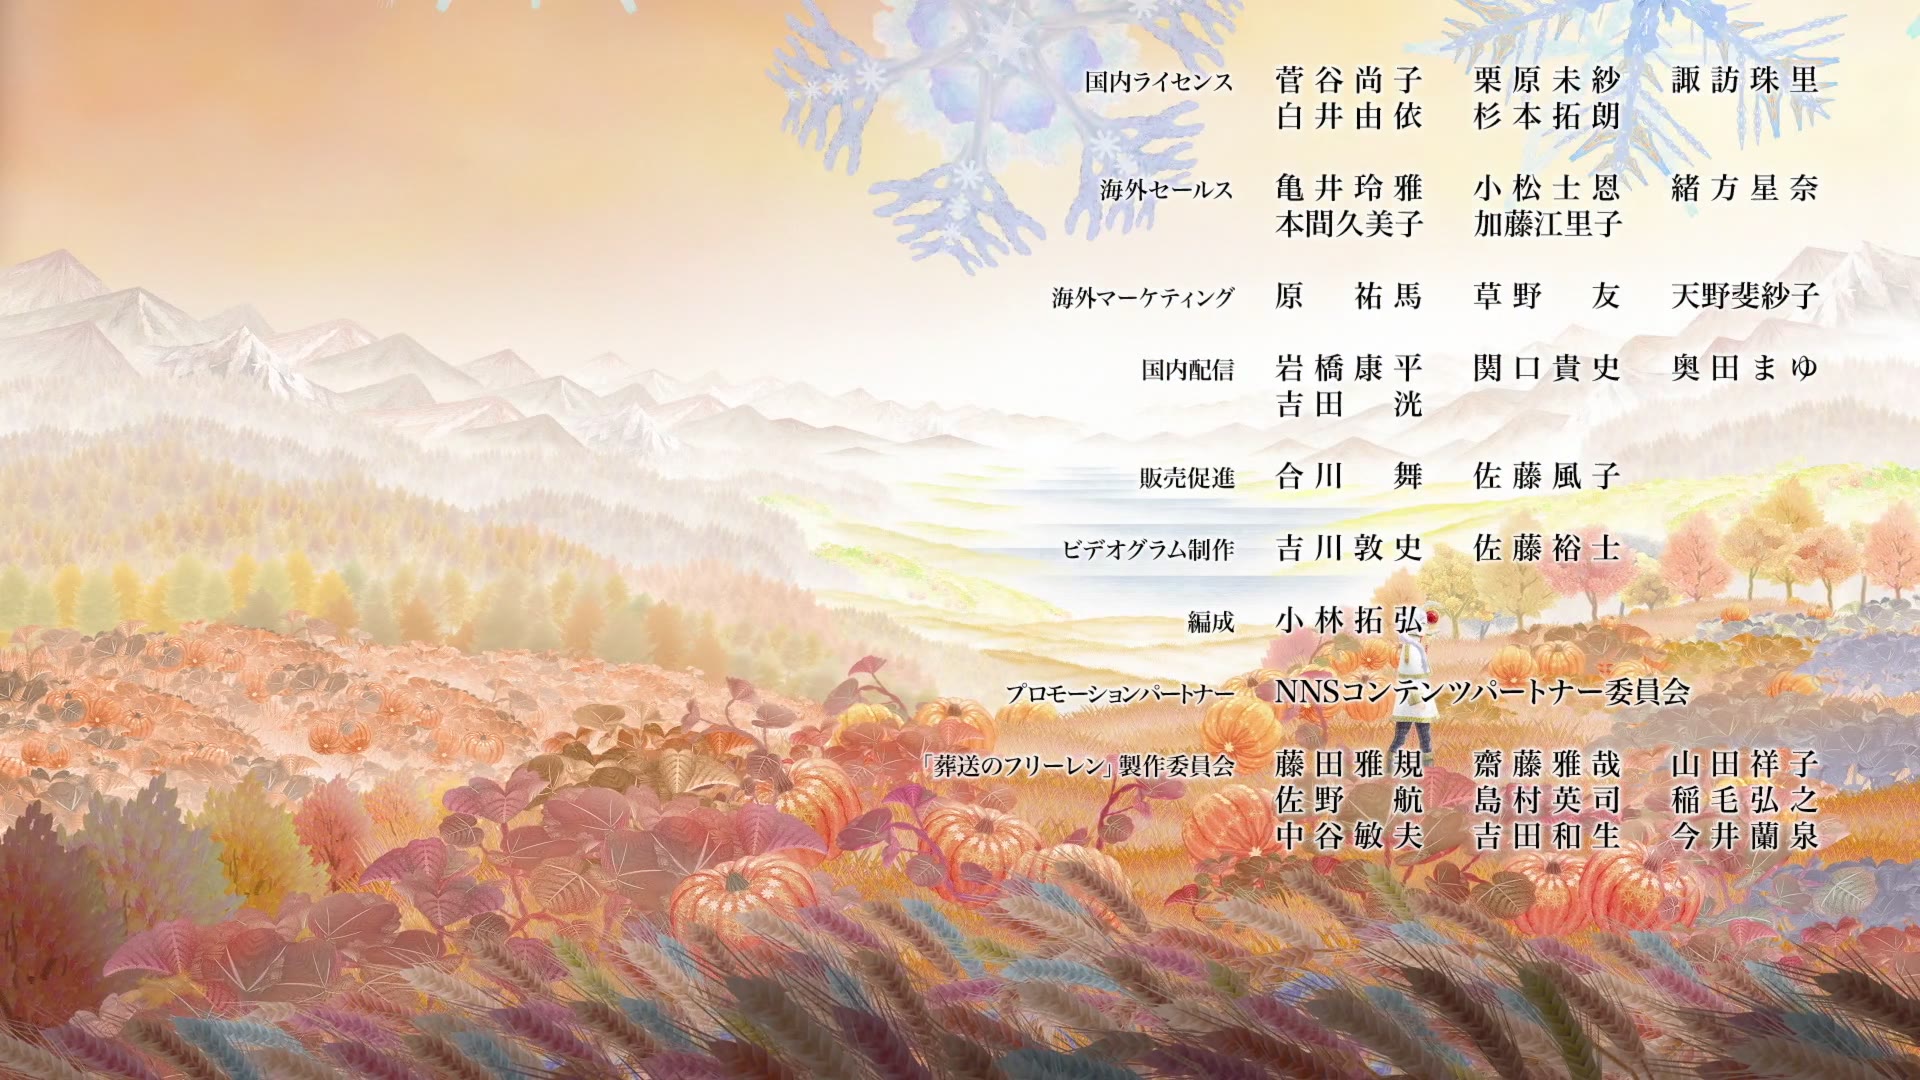 国内ライセンス 菅谷尚子 栗原未紗 諏訪珠里
白井由依 杉本拓朗
海外セールス 亀井玲雅 小松士恩 緒方星奈
本間久美子 加藤江里子
海外マーケティング 原 祐馬 草野 友 天野斐紗子
国内配信 岩橋康平 関口貴史 奥田まゆ
吉田 洸
販売促進 合川 舞 佐藤風子
ビデオグラム制作 吉川敦史 佐藤裕士
編成 小林拓弘
プロモーションパートナー NNSコンテンツパートナー委員会
「葬送のフリーレン」製作委員会 藤田雅規 齋藤雅哉 山田祥子
佐野 航 島村英司 稲毛弘之
中谷敏夫 吉田和生 今井蘭泉